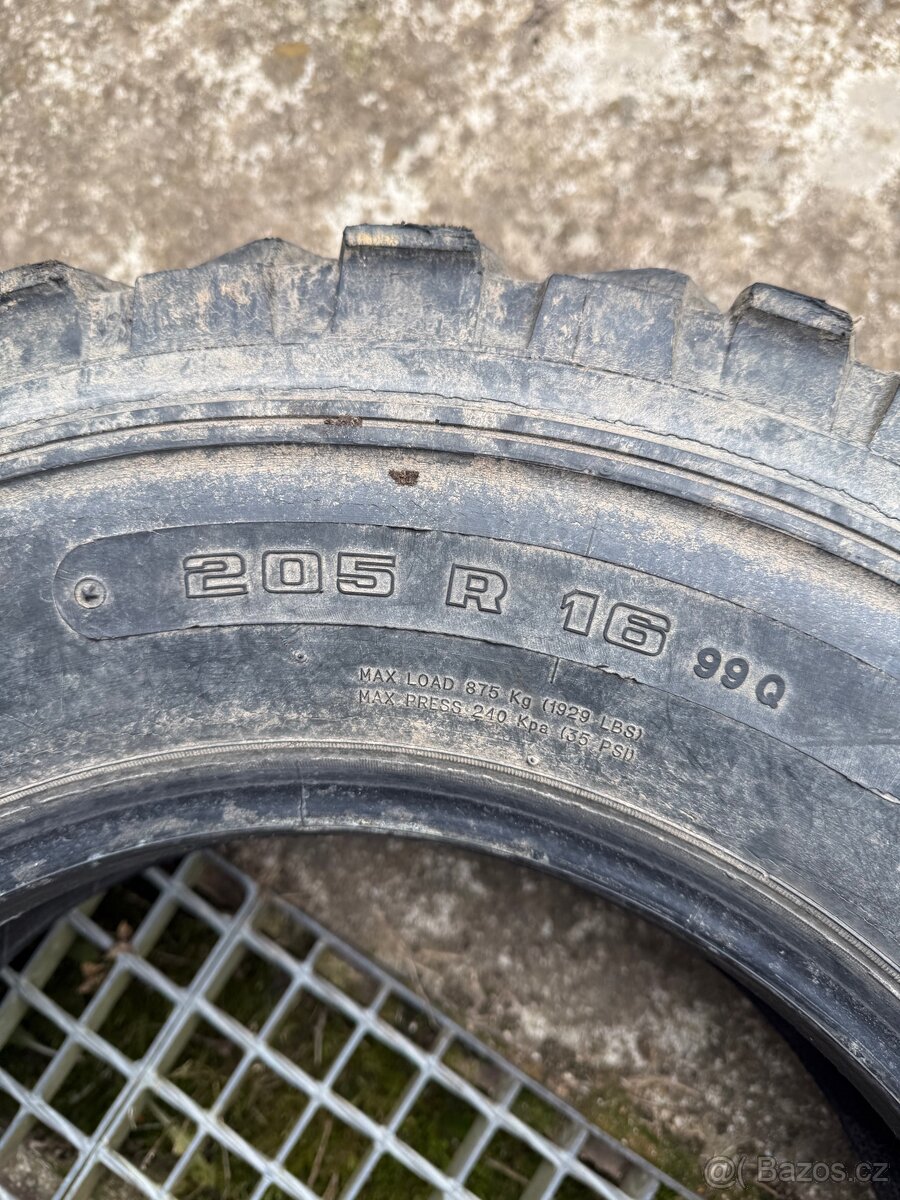 205 R 16 99Q
MAX LOAD 875 Kg (1929 LBS)
MAX PRESS 240 Kpa (35 PSI)
@( Bazos.cz